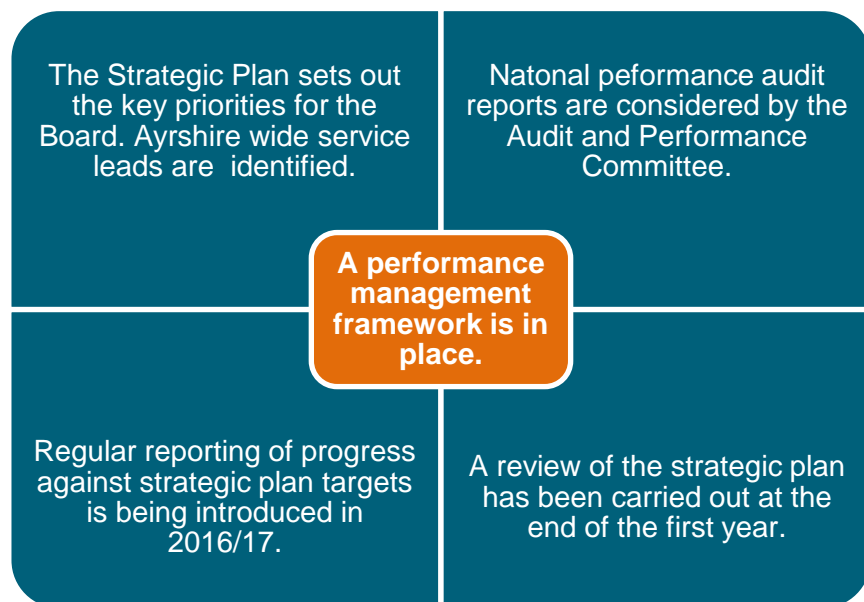 The Strategic Plan sets out
the key priorities for the
Board. Ayrshire wide service
leads are  identified.
Natonal peformance audit
reports are considered by the
Audit and Performance
Committee.
A performance
management
framework is in
place.
Regular reporting of progress
against strategic plan targets
is being introduced in
2016/17.
A review of the strategic plan
has been carried out at the
end of the first year.